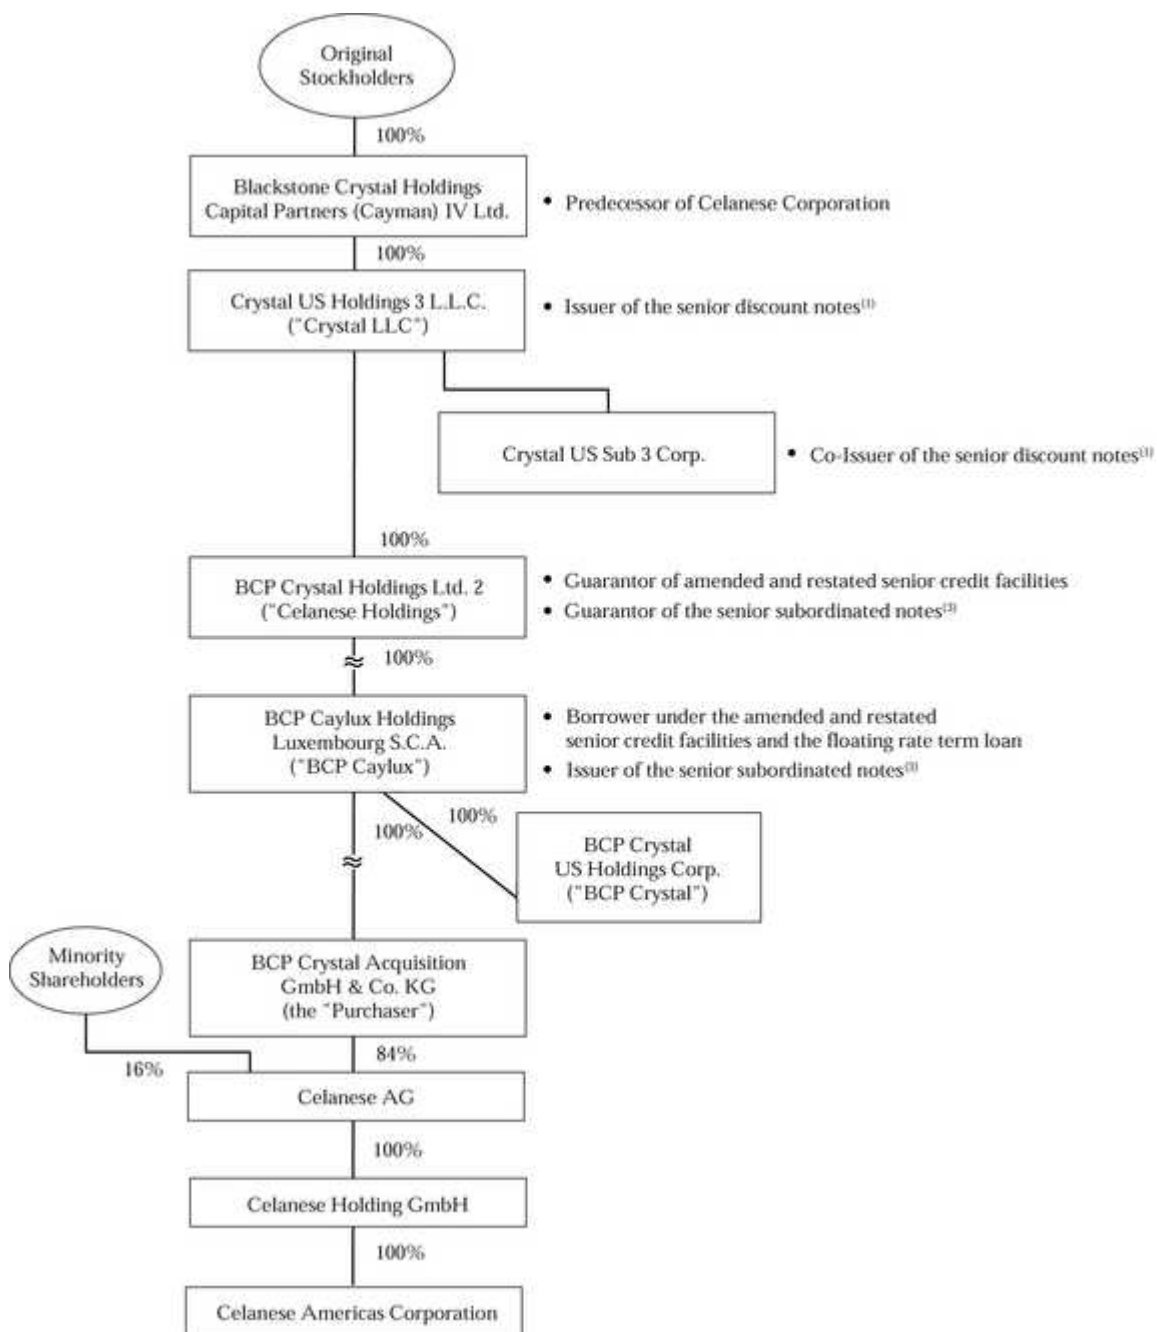 Original
Stockholders
100%
Blackstone Crystal Holdings
Capital Partners (Cayman) IV Ltd.
• Predecessor of Celanese Corporation
100%
Crystal US Holdings 3 L.L.C.
("Crystal LLC")
• Issuer of the senior discount notes(1)
Crystal US Sub 3 Corp.
• Co-Issuer of the senior discount notes(1)
100%
BCP Crystal Holdings Ltd. 2
("Celanese Holdings")
• Guarantor of amended and restated senior credit facilities
• Guarantor of the senior subordinated notes(3)
100%
BCP Caylux Holdings
Luxembourg S.C.A.
("BCP Caylux")
• Borrower under the amended and restated
senior credit facilities and the floating rate term loan
• Issuer of the senior subordinated notes(3)
100%
100%
BCP Crystal
US Holdings Corp.
("BCP Crystal")
Minority
Shareholders
BCP Crystal Acquisition
GmbH & Co. KG
(the "Purchaser")
16%
84%
Celanese AG
100%
Celanese Holding GmbH
100%
Celanese Americas Corporation